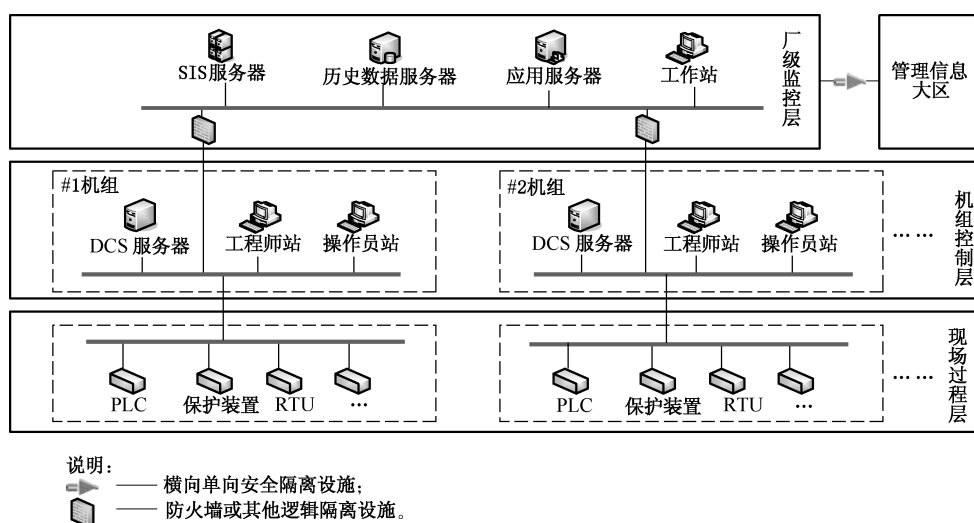 SIS服务器
历史数据服务器
应用服务器
工作站
厂级监控层
管理信息
大区
#1机组
DCS 服务器
工程师站
操作员站
#2机组
DCS 服务器
工程师站
操作员站
……
机组控制层
PLC
保护装置
RTU
…
PLC
保护装置
RTU
…
……
现场过程层
说明：
—— 横向单向安全隔离设施；
—— 防火墙或其他逻辑隔离设施。